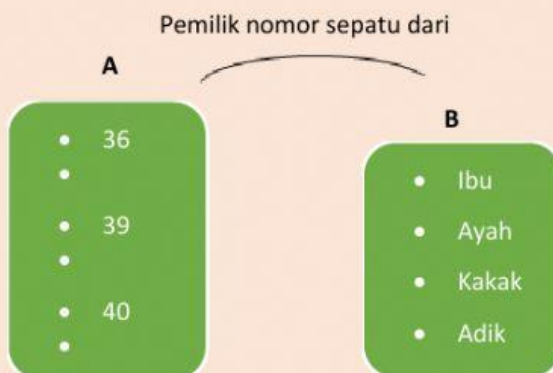 Pemilik nomor sepatu dari
A
B
• 36
•
• 39
•
• 40
•
• Ibu
• Ayah
• Kakak
• Adik